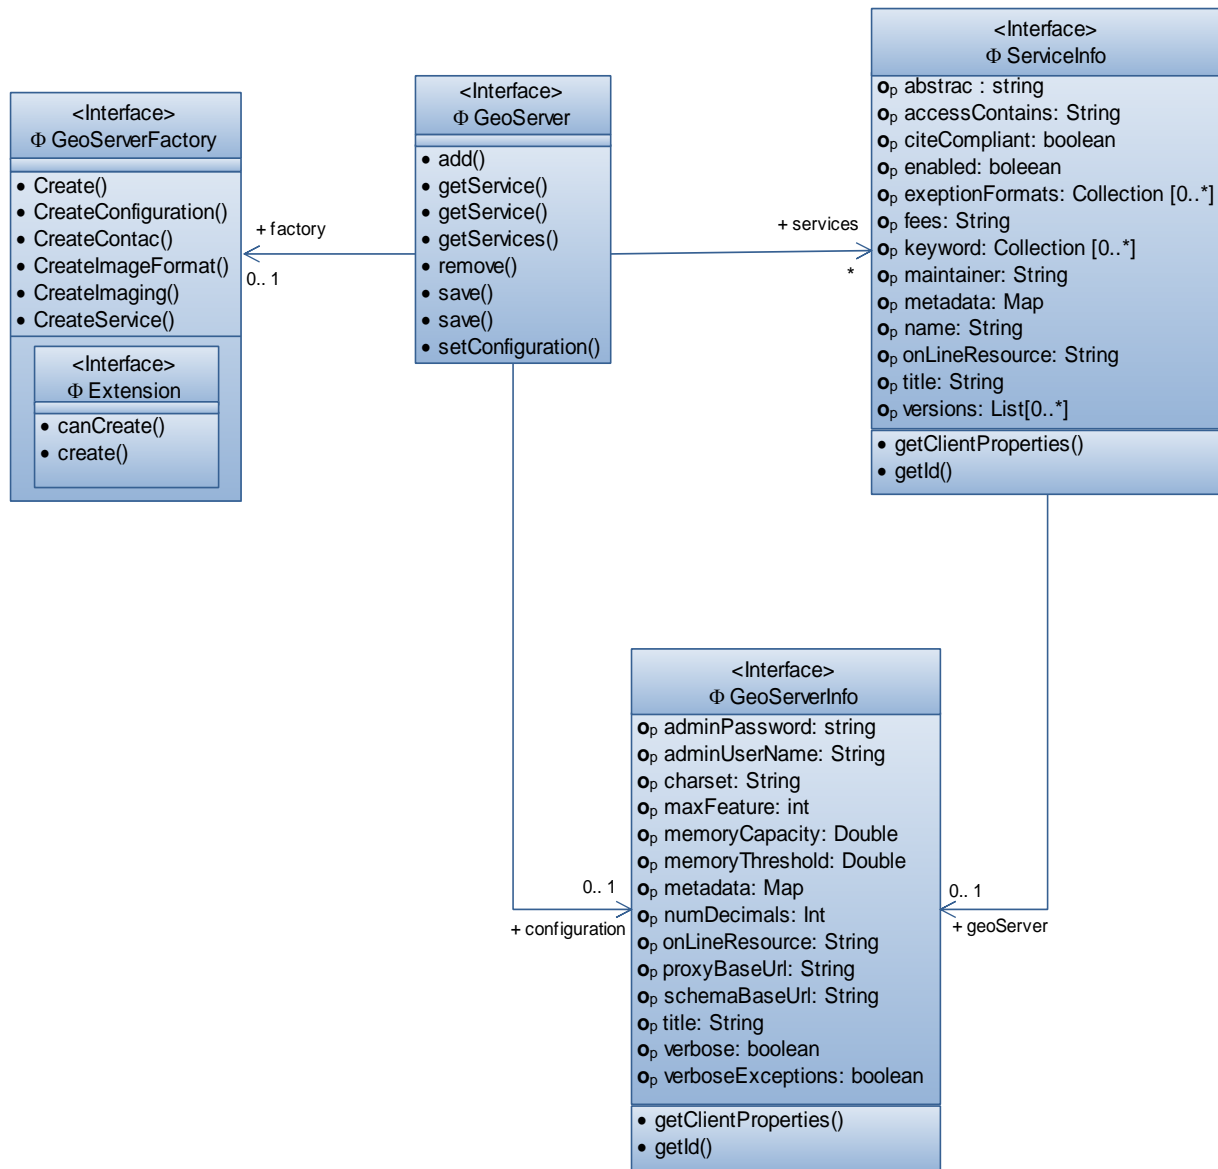 <Interface>
Φ GeoServerFactory
• Create()
• CreateConfiguration()
• CreateContac()
• CreateImageFormat()
• CreateImaging()
• CreateService()
<Interface>
Φ Extension
• canCreate()
• create()
+ factory
0.. 1
<Interface>
Φ GeoServer
• add()
• getService()
• getService()
• getServices()
• remove()
• save()
• save()
• setConfiguration()
+ services
*
<Interface>
Φ ServiceInfo
op abstrac : string
op accessContains: String
op citeCompliant: boolean
op enabled: boleean
op exeptionFormats: Collection [0..*]
op fees: String
op keyword: Collection [0..*]
op maintainer: String
op metadata: Map
op name: String
op onLineResource: String
op title: String
op versions: List[0..*]
• getClientProperties()
• getId()
0.. 1
+ configuration
0.. 1
+ geoServer
<Interface>
Φ GeoServerInfo
op adminPassword: string
op adminUserName: String
op charset: String
op maxFeature: int
op memoryCapacity: Double
op memoryThreshold: Double
op metadata: Map
op numDecimals: Int
op onLineResource: String
op proxyBaseUrl: String
op schemaBaseUrl: String
op title: String
op verbose: boolean
op verboseExceptions: boolean
• getClientProperties()
• getId()